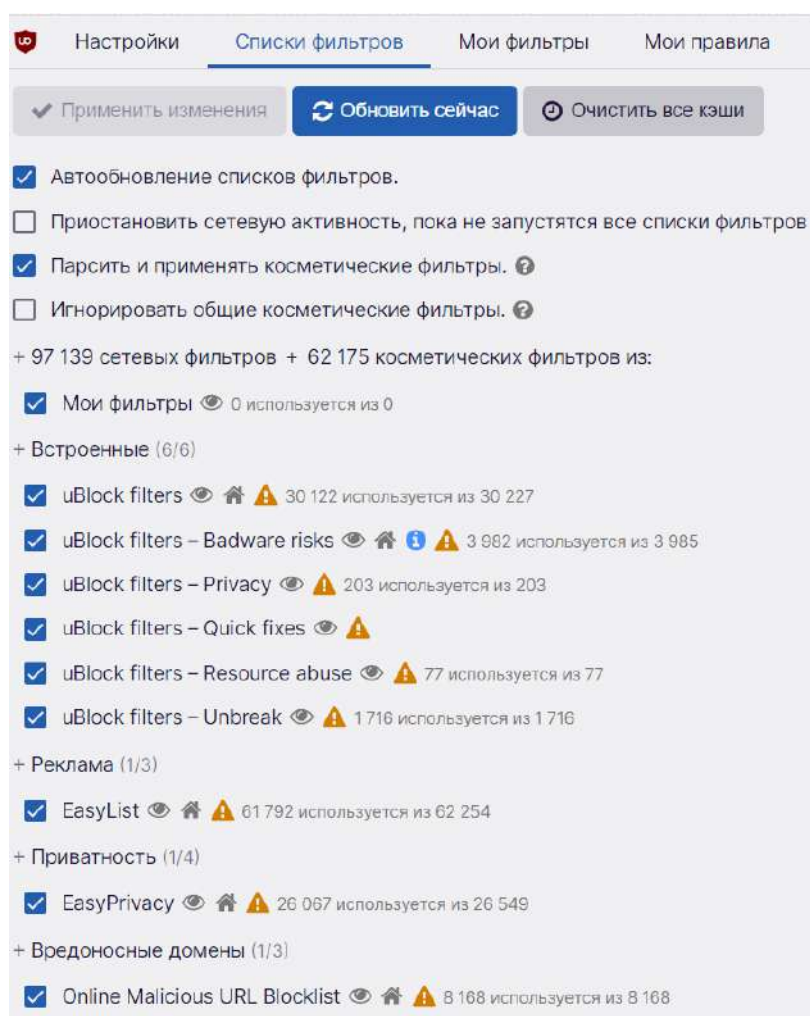 Настройки Списки фильтров Мои фильтры Мои правила
Применить изменения Обновить сейчас Очистить все кэши
Автообновление списков фильтров.
Приостановить сетевую активность, пока не запустятся все списки фильтров
Парсить и применять косметические фильтры.
Игнорировать общие косметические фильтры.
+ 97 139 сетевых фильтров + 62 175 косметических фильтров из:
Мои фильтры 0 используется из 0
+ Встроенные (6/6)
uBlock filters 30 122 используется из 30 227
uBlock filters – Badware risks 3 982 используется из 3 985
uBlock filters – Privacy 203 используется из 203
uBlock filters – Quick fixes
uBlock filters – Resource abuse 77 используется из 77
uBlock filters – Unbreak 1 716 используется из 1 716
+ Реклама (1/3)
EasyList 61 792 используется из 62 254
+ Приватность (1/4)
EasyPrivacy 26 067 используется из 26 549
+ Вредоносные домены (1/3)
Online Malicious URL Blocklist 8 168 используется из 8 168